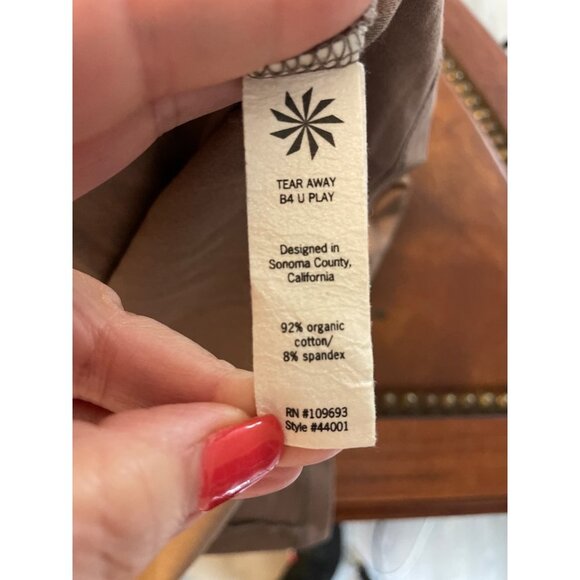 TEAR AWAY
B4 U PLAY
Designed in
Sonoma County,
California
92% organic
cotton/
8% spandex
RN #109693
Style #44001